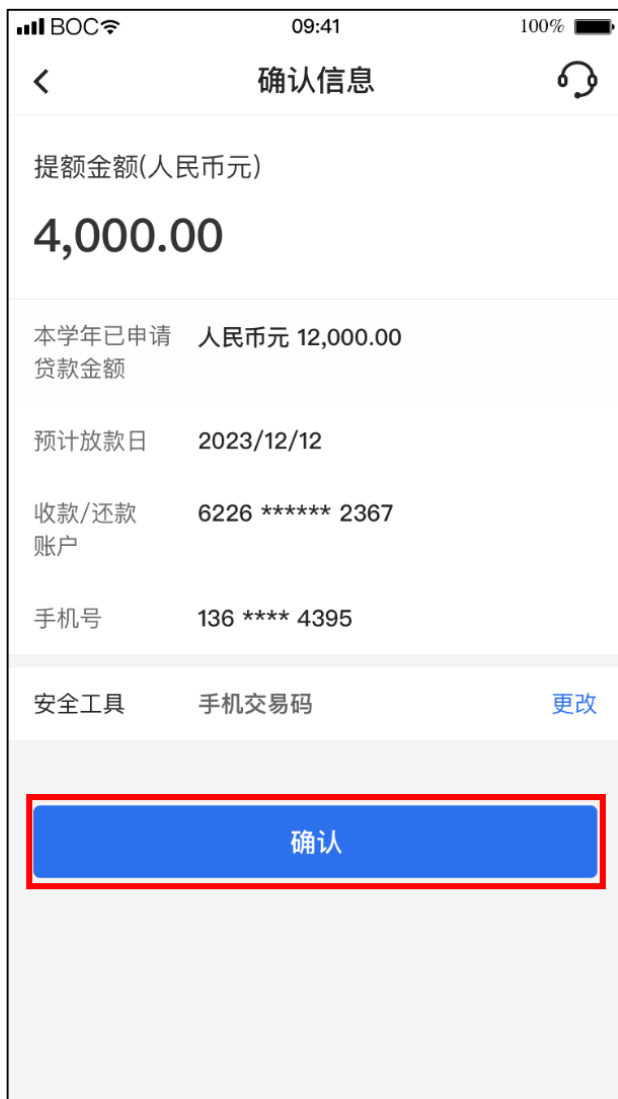 BOC 09:41 100%
确认信息
提额金额(人民币元)
4,000.00
本学年已申请 人民币元 12,000.00
贷款金额
预计放款日 2023/12/12
收款/还款 6226 ****** 2367
账户
手机号 136 **** 4395
安全工具 手机交易码 更改
确认